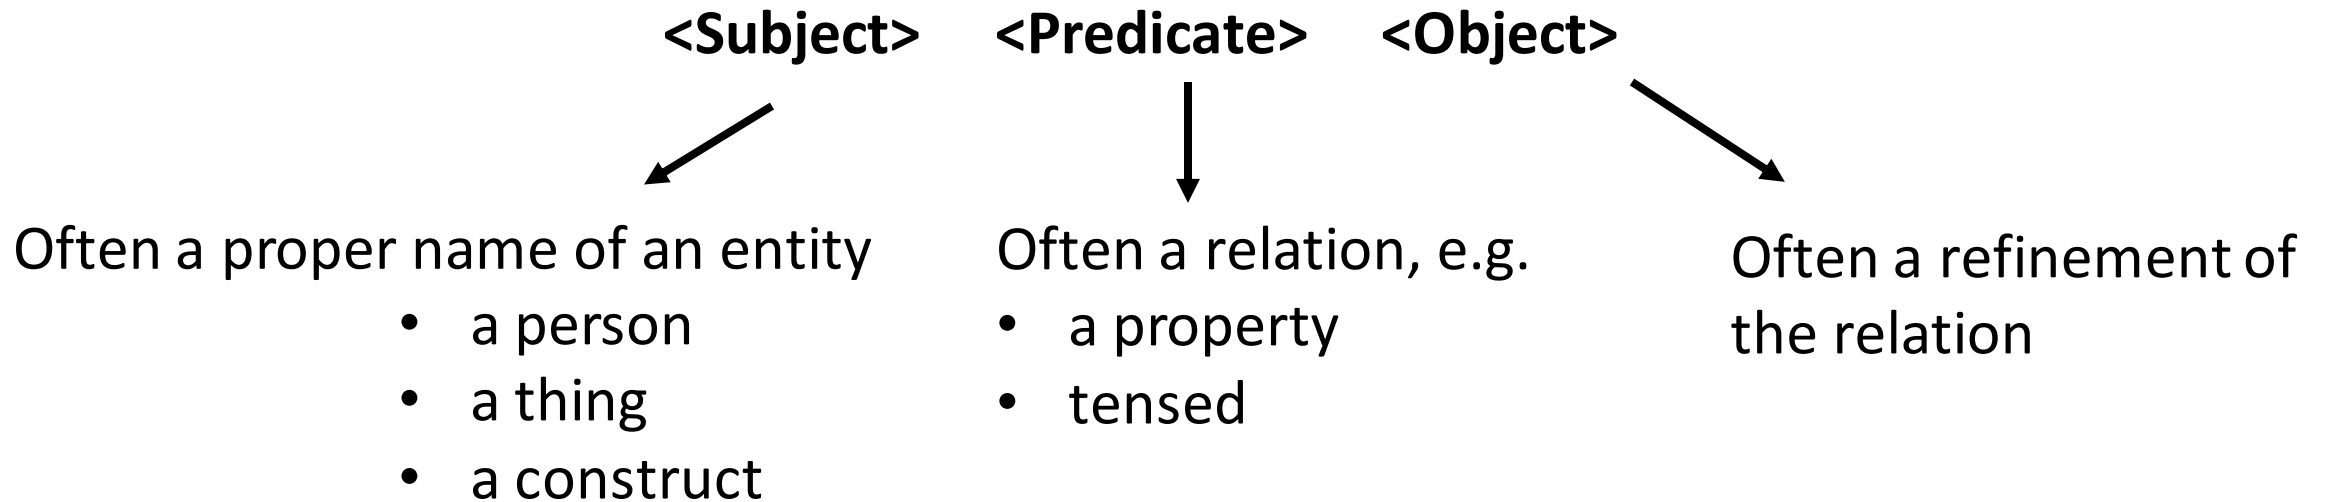 <Subject> <Predicate> <Object>
Often a proper name of an entity
• a person
• a thing
• a construct
Often a relation, e.g.
• a property
• tensed
Often a refinement of
the relation